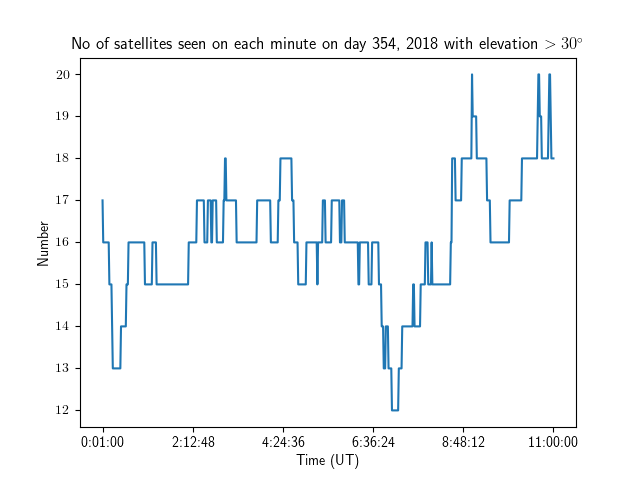 No of satellites seen on each minute on day 354, 2018 with elevation > 30°
20
19
18
17
16
15
14
13
12
Number
0:01:00 2:12:48 4:24:36 6:36:24 8:48:12 11:00:00
Time (UT)